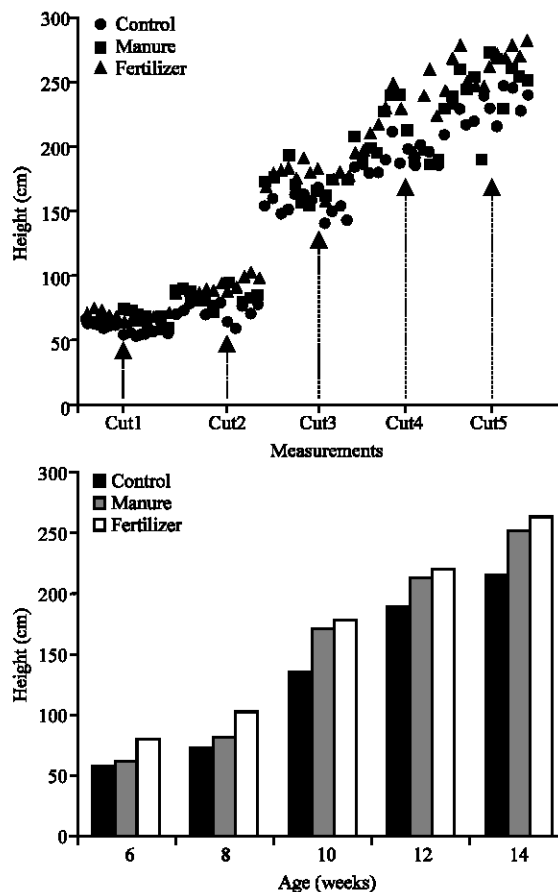 300
Control
Manure
Fertilizer
250
200
150
100
50
0
Height (cm)
Cut1 Cut2 Cut3 Cut4 Cut5
Measurements
300
Control
Manure
Fertilizer
250
200
150
100
50
0
Height (cm)
6 8 10 12 14
Age (weeks)